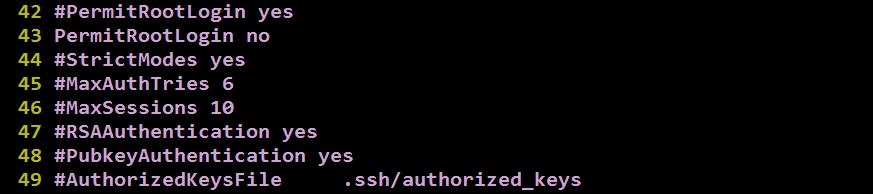 42 #PermitRootLogin yes
43 PermitRootLogin no
44 #StrictModes yes
45 #MaxAuthTries 6
46 #MaxSessions 10
47 #RSAAuthentication yes
48 #PubkeyAuthentication yes
49 #AuthorizedKeysFile     .ssh/authorized_keys